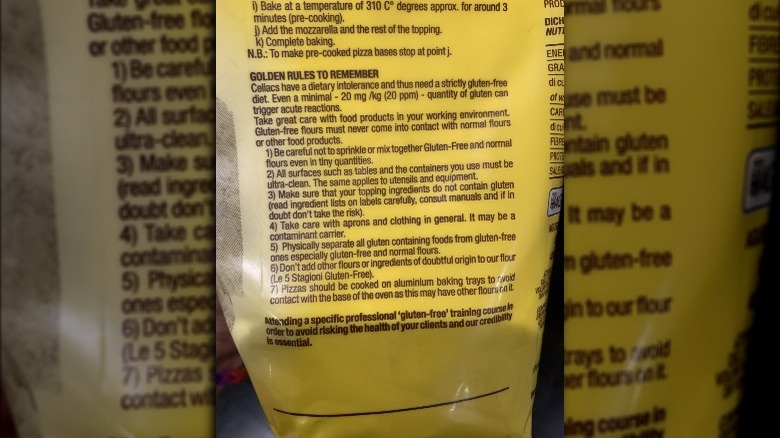 i) Bake at a temperature of 310 C° degrees approx. for around 3
minutes (pre-cooking).
j) Add the mozzarella and the rest of the topping.
k) Complete baking.
N.B.: To make pre-cooked pizza bases stop at point j.
GOLDEN RULES TO REMEMBER
Celiacs have a dietary intolerance and thus need a strictly gluten-free
diet. Even a minimal - 20 mg /kg (20 ppm) - quantity of gluten can
trigger acute reactions.
Take great care with food products in your working environment.
Gluten-free flours must never come into contact with normal flours
or other food products.
1) Be careful not to sprinkle or mix together Gluten-Free and normal
flours even in tiny quantities.
2) All surfaces such as tables and the containers you use must be
ultra-clean. The same applies to utensils and equipment.
3) Make sure that your topping ingredients do not contain gluten
(read ingredient lists on labels carefully, consult manuals and if in
doubt don't take the risk).
4) Take care with aprons and clothing in general. It may be a
contaminant carrier.
5) Physically separate all gluten containing foods from gluten-free
ones especially gluten-free and normal flours.
6) Don't add other flours or ingredients of doubtful origin to our flour
(Le 5 Stagioni Gluten-Free).
7) Pizzas should be cooked on aluminium baking trays to avoid
contact with the base of the oven as this may have other flours on it.
Attending a specific professional 'gluten-free' training course in
order to avoid risking the health of your clients and our credibility
is essential.